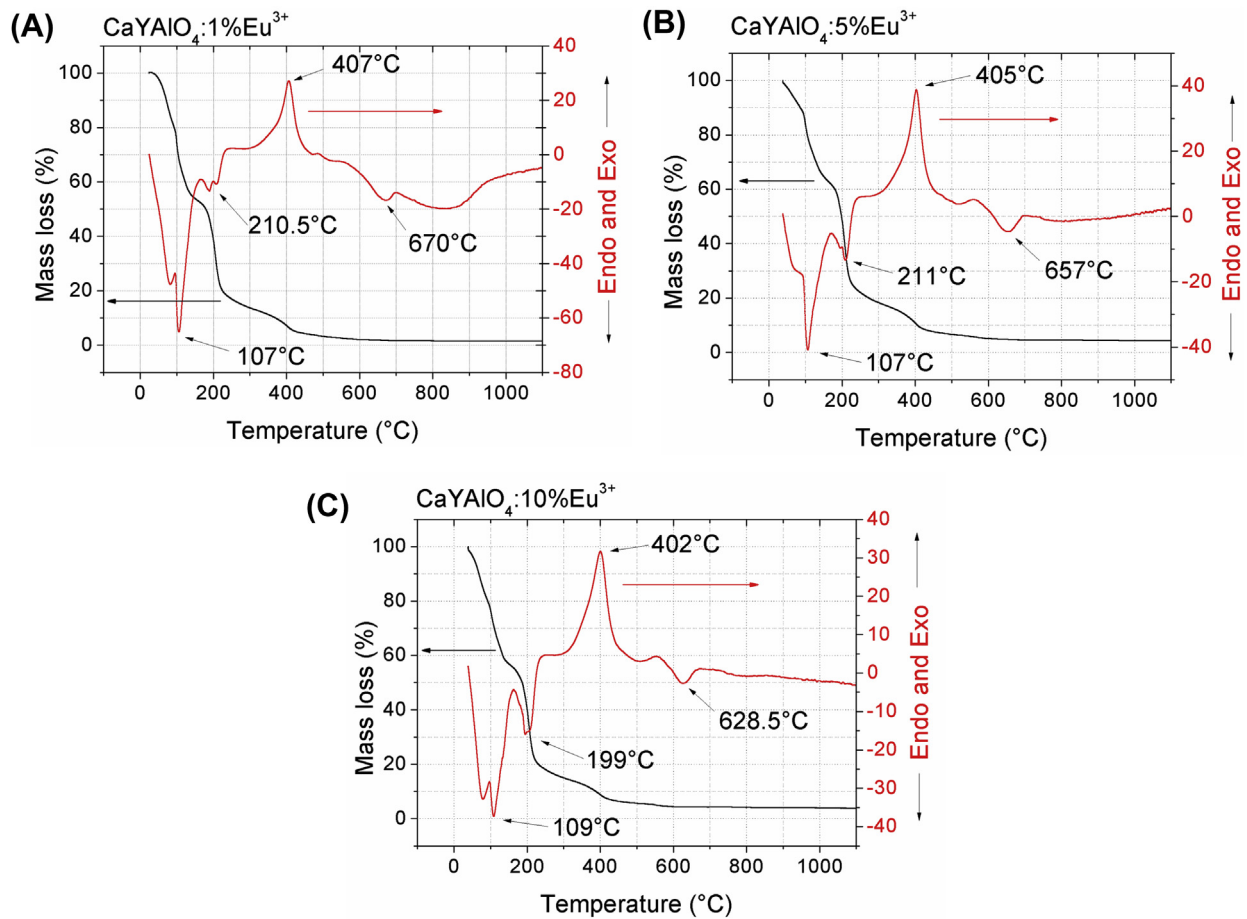 (A)
CaYAlO4:1%Eu3+
Mass loss (%)
100
80
60
40
20
0
0 200 400 600 800 1000
Temperature (°C)
40
20
0
-20
-40
-60
-80
Endo and Exo
407°C
210.5°C
670°C
107°C
(B)
CaYAlO4:5%Eu3+
Mass loss (%)
100
80
60
40
20
0
0 200 400 600 800 1000
Temperature (°C)
40
20
0
-20
-40
Endo and Exo
405°C
211°C
657°C
107°C
(C)
CaYAlO4:10%Eu3+
Mass loss (%)
100
80
60
40
20
0
0 200 400 600 800 1000
Temperature (°C)
40
30
20
10
0
-10
-20
-30
-40
Endo and Exo
402°C
628.5°C
199°C
109°C